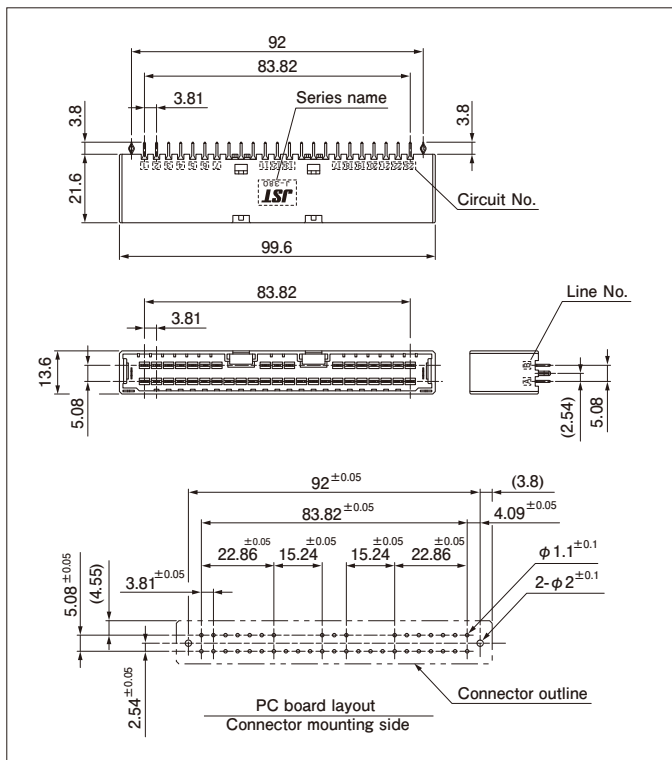 92
83.82
3.81
Series name
3.8
3.8
21.6
J-380
JST
Circuit No.
99.6
83.82
Line No.
3.81
13.6
5.08
(2.54)
5.08
92±0.05
(3.8)
83.82±0.05
4.09±0.05
±0.05 ±0.05 ±0.05 ±0.05
22.86 15.24 15.24 22.86
φ1.1±0.1
3.81±0.05
2-φ2±0.1
5.08±0.05
(4.55)
2.54±0.05
PC board layout
Connector mounting side
Connector outline